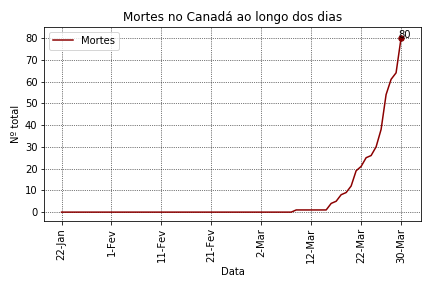 Mortes no Canadá ao longo dos dias
Mortes
80
Nº total
80
70
60
50
40
30
20
10
0
22-Jan
1-Fev
11-Fev
21-Fev
2-Mar
12-Mar
22-Mar
30-Mar
Data